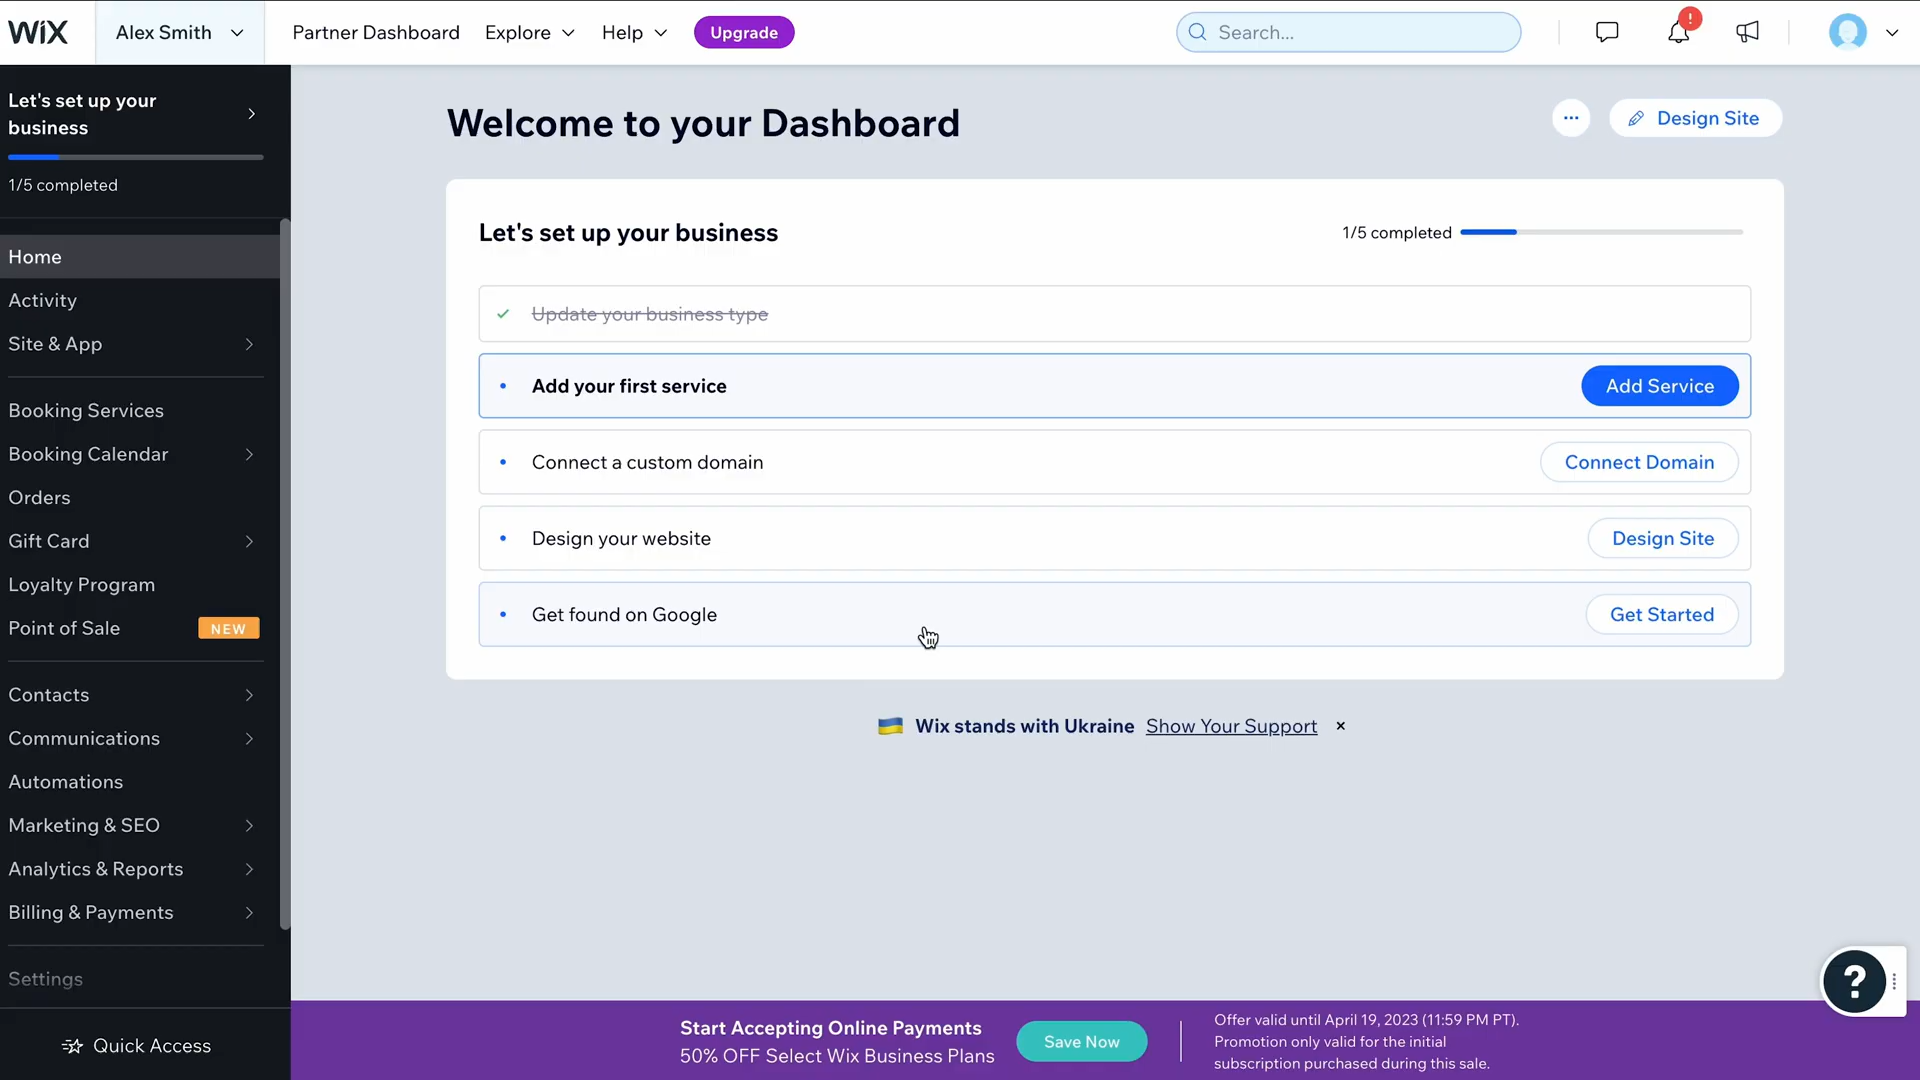 WiX
Alex Smith
Partner Dashboard
Explore
Help
Upgrade
Search...
!
Let's set up your
business
1/5 completed
Home
Activity
Site & App
Booking Services
Booking Calendar
Orders
Gift Card
Loyalty Program
Point of Sale
NEW
Contacts
Communications
Automations
Marketing & SEO
Analytics & Reports
Billing & Payments
Settings
Quick Access
Welcome to your Dashboard
Design Site
Let's set up your business
1/5 completed
Update your business type
Add your first service
Add Service
Connect a custom domain
Connect Domain
Design your website
Design Site
Get found on Google
Get Started
Wix stands with Ukraine Show Your Support
?
Start Accepting Online Payments
50% OFF Select Wix Business Plans
Save Now
Offer valid until April 19, 2023 (11:59 PM PT).
Promotion only valid for the initial
subscription purchased during this sale.